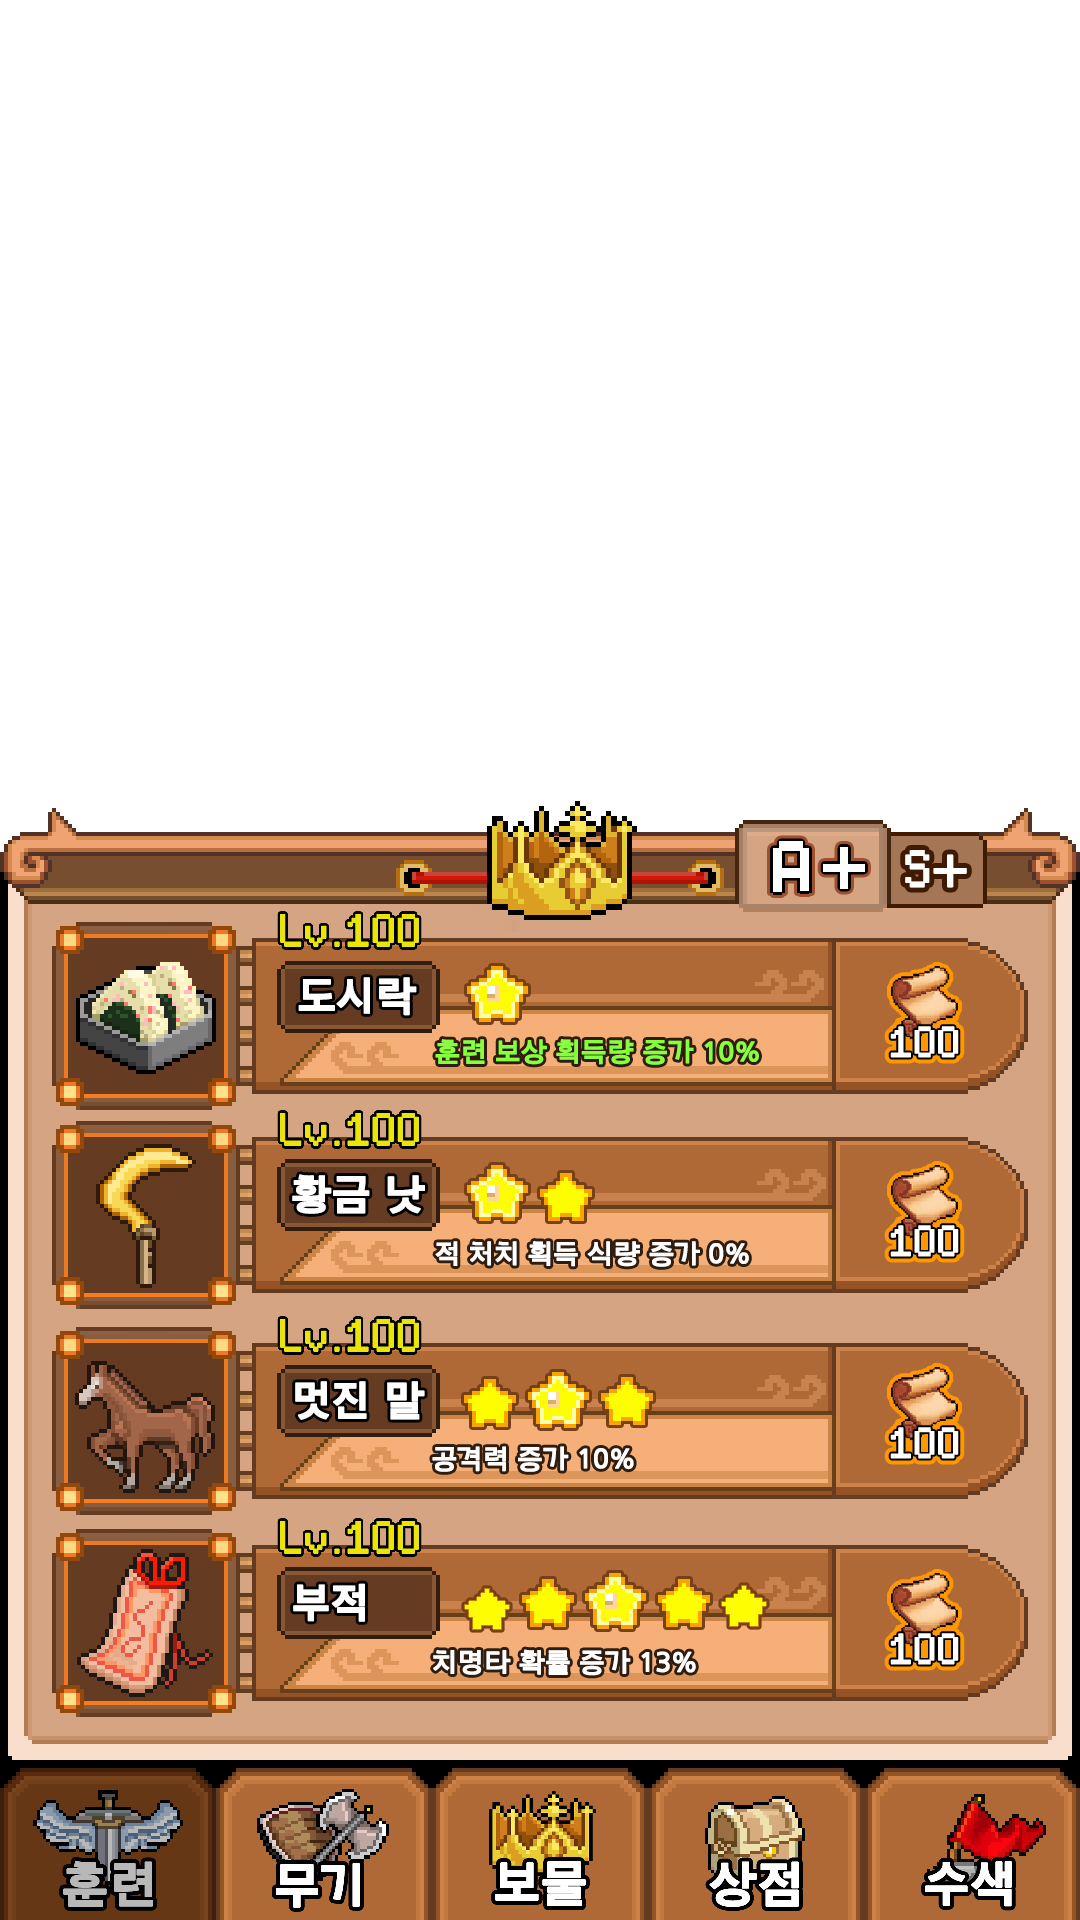 A+ S+
Lv.100
도시락
훈련 보상 획득량 증가 10%
100
Lv.100
황금 낫
적 처치 획득 식량 증가 0%
100
Lv.100
멋진 말
공격력 증가 10%
100
Lv.100
부적
치명타 확률 증가 13%
100
훈련 무기 보물 상점 수색